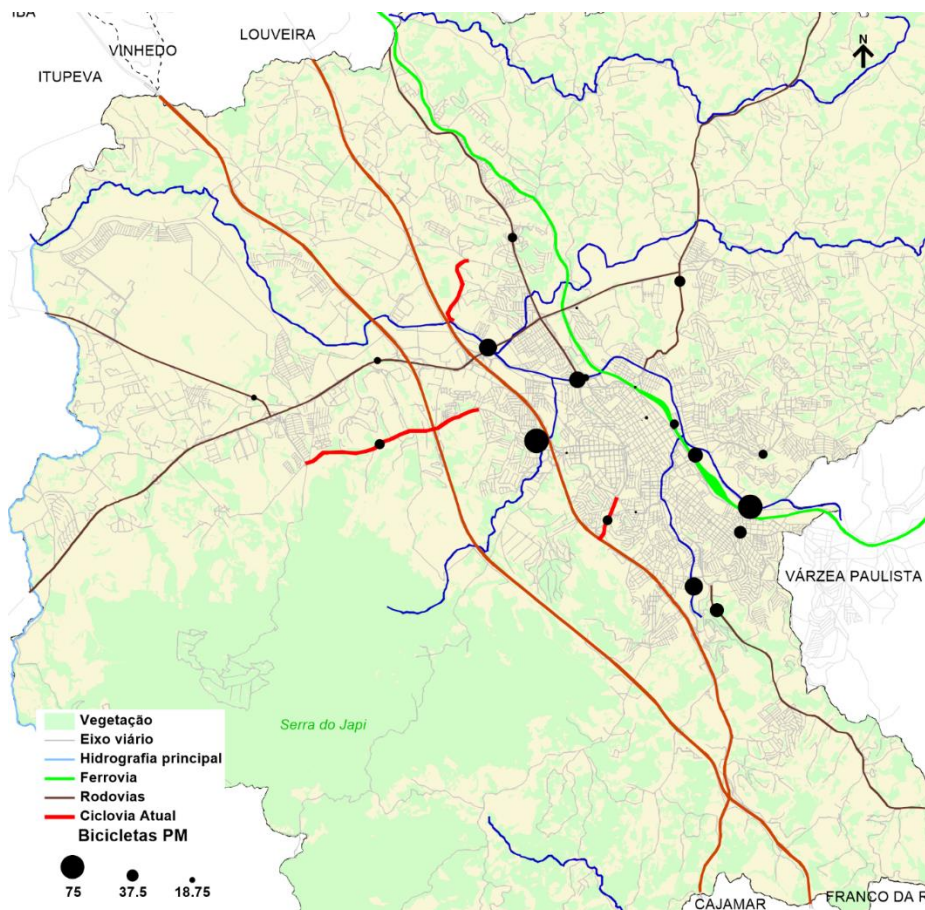 IBA
VINHEDO
LOUVEIRA
ITUPEVA
N
VÁRZEA PAULISTA
Serra do Japi
Vegetação
Eixo viário
Hidrografia principal
Ferrovia
Rodovias
Ciclovia Atual
Bicicletas PM
75
37.5
18.75
CAJAMAR
FRANCO DA R